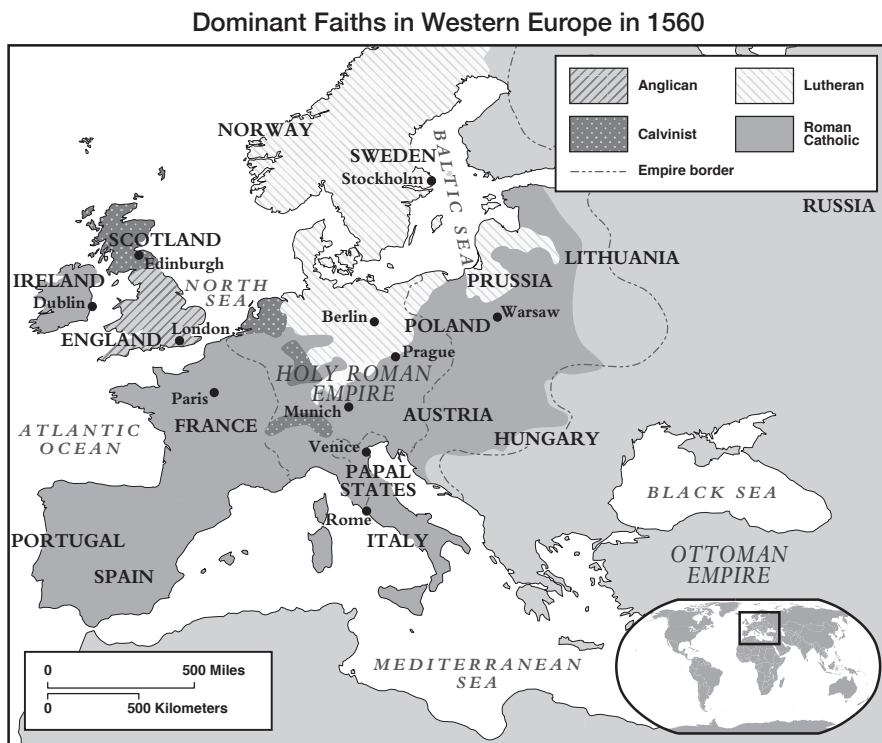 Dominant Faiths in Western Europe in 1560
Anglican
Lutheran
Calvinist
Roman
Catholic
Empire border
NORWAY
SWEDEN
Stockholm
BALTIC SEA
RUSSIA
SCOTLAND
Edinburgh
LITHUANIA
IRELAND
Dublin
NORTH
SEA
PRUSSIA
ENGLAND
London
Berlin
POLAND
Warsaw
Prague
HOLY ROMAN
EMPIRE
Paris
Munich
AUSTRIA
FRANCE
HUNGARY
ATLANTIC
OCEAN
Venice
PAPAL
STATES
BLACK SEA
Rome
ITALY
PORTUGAL
SPAIN
OTTOMAN
EMPIRE
MEDITERRANEAN
SEA
0 500 Miles
0 500 Kilometers